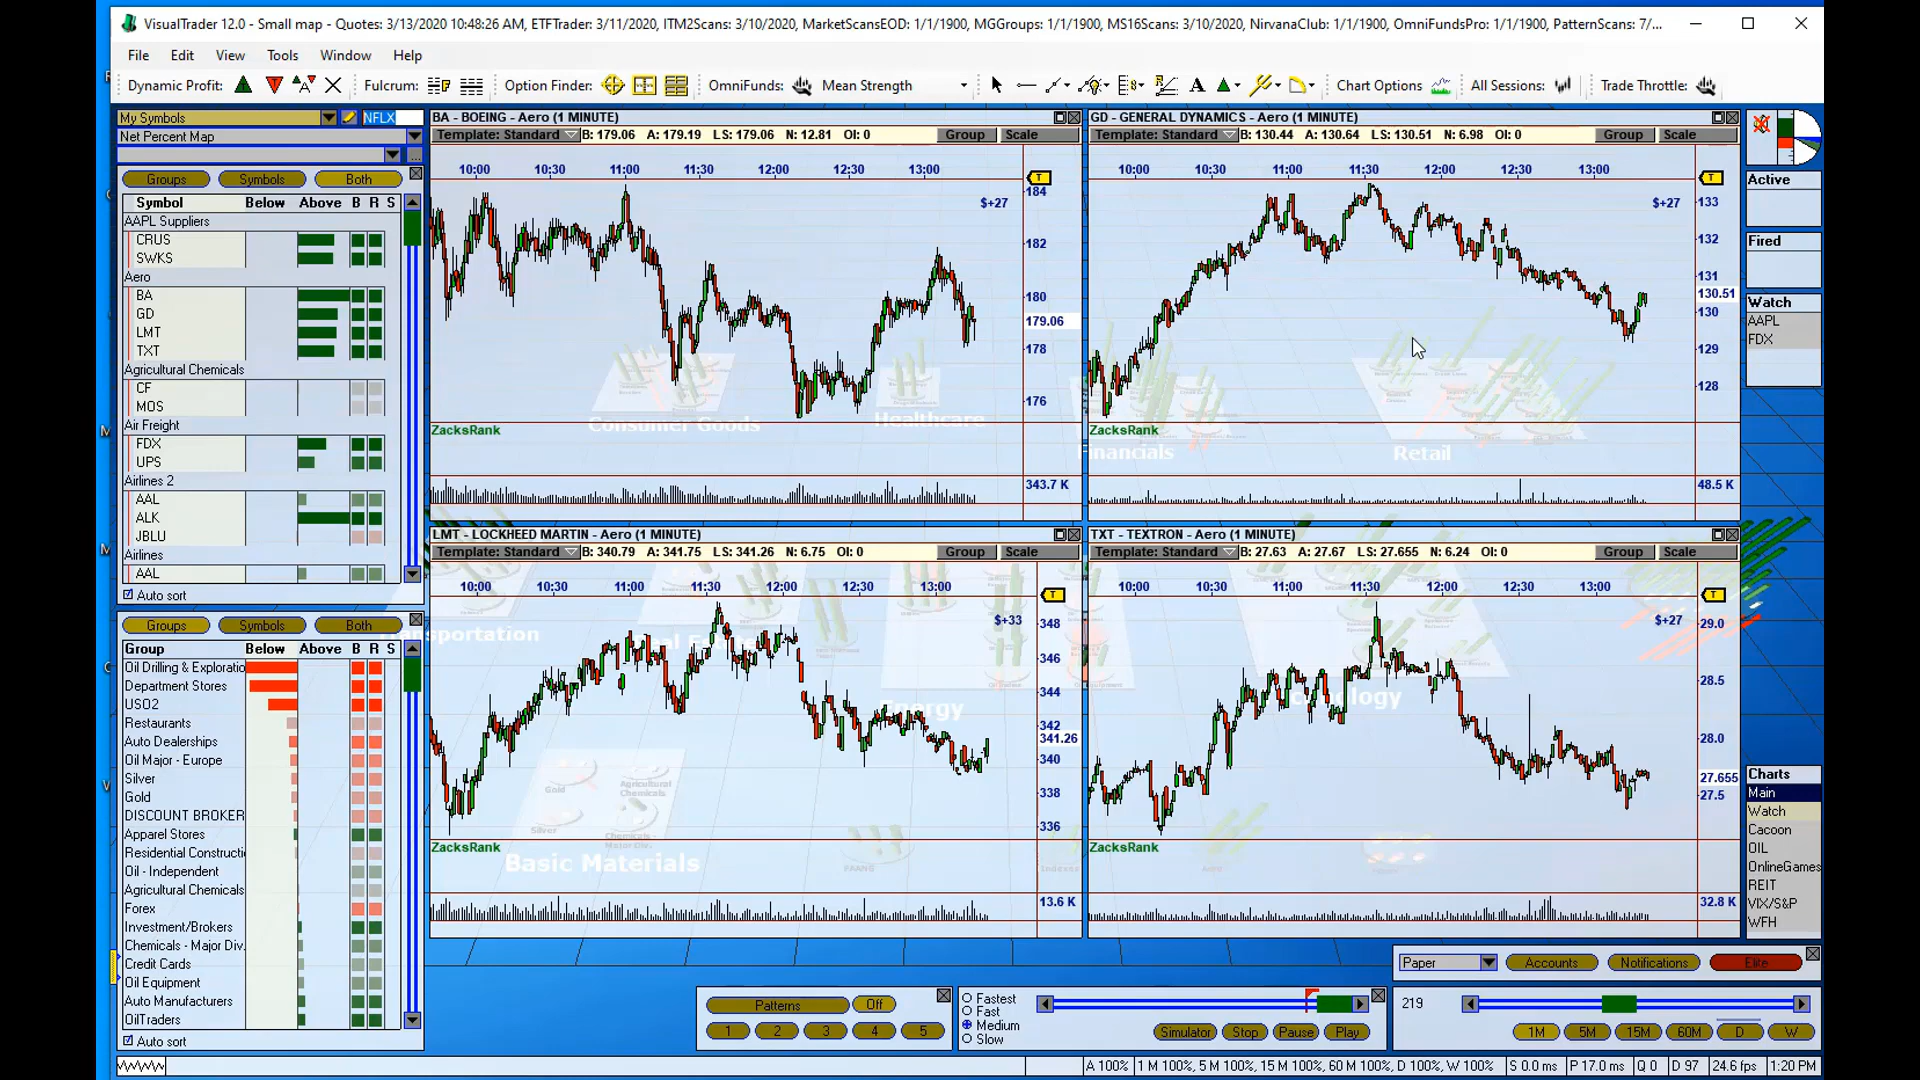 VisualTrader 12.0 - Small map - Quotes: 3/13/2020 10:48:26 AM, ETFTrader: 3/11/2020, ITM2Scans: 3/10/2020, MarketScansEOD: 1/1/1900, MGGroups: 1/1/1900, MS16Scans: 3/10/2020, NirvanaClub: 1/1/1900, OmniFundsPro: 1/1/1900, PatternScans: 7/...
File Edit View Tools Window Help
Dynamic Profit: Fulcrum: Option Finder: OmniFunds: Mean Strength A Chart Options All Sessions: Trade Throttle:
My Symbols NFLX
Net Percent Map
...
Groups Symbols Both
Symbol Below Above B R S
AAPL Suppliers
CRUS
SWKS
Aero
BA
GD
LMT
TXT
Agricultural Chemicals
CF
MOS
Air Freight
FDX
UPS
Airlines 2
AAL
ALK
JBLU
Airlines
AAL
Auto sort
Groups Symbols Both
Group Below Above B R S
Oil Drilling & Exploratio
Department Stores
USO2
Restaurants
Auto Dealerships
Oil Major - Europe
Silver
Gold
DISCOUNT BROKER
Apparel Stores
Residential Constructi
Oil - Independent
Agricultural Chemicals
Forex
Investment/Brokers
Chemicals - Major Div.
Credit Cards
Oil Equipment
Auto Manufacturers
OilTraders
Auto sort
BA - BOEING - Aero (1 MINUTE)
Template: Standard B: 179.06 A: 179.19 LS: 179.06 N: 12.81 OI: 0 Group Scale
10:00 10:30 11:00 11:30 12:00 12:30 13:00
T
184
$+27
182
180
179.06
178
176
Consumer Goods Healthcare
ZacksRank
343.7 K
GD - GENERAL DYNAMICS - Aero (1 MINUTE)
Template: Standard B: 130.44 A: 130.64 LS: 130.51 N: 6.98 OI: 0 Group Scale
10:00 10:30 11:00 11:30 12:00 12:30 13:00
T
133
$+27
132
131
130.51
130
129
128
ZacksRank
Financials Retail
48.5 K
LMT - LOCKHEED MARTIN - Aero (1 MINUTE)
Template: Standard B: 340.79 A: 341.75 LS: 341.26 N: 6.75 OI: 0 Group Scale
10:00 10:30 11:00 11:30 12:00 12:30 13:00
T
348
$+33
346
344
342
341.26
340
338
336
Transportation
Energy
Gold Agricultural Chemicals
Silver Chemicals - Major Div.
ZacksRank
Basic Materials
13.6 K
TXT - TEXTRON - Aero (1 MINUTE)
Template: Standard B: 27.63 A: 27.67 LS: 27.655 N: 6.24 OI: 0 Group Scale
10:00 10:30 11:00 11:30 12:00 12:30 13:00
T
29.0
$+27
28.5
28.0
27.655
27.5
ZacksRank
32.8 K
Active
Fired
Watch
AAPL
FDX
Charts
Main
Watch
Cacoon
OIL
OnlineGames
REIT
VIX/S&P
WFH
Paper Accounts Notifications Elite
Patterns Off
1 2 3 4 5
Fastest
Fast
Medium
Slow
Simulator Stop Pause Play
219
1M 5M 15M 60M D W
A 100% 1 M 100%, 5 M 100%, 15 M 100%, 60 M 100%, D 100%, W 100% S 0.0 ms P 17.0 ms Q 0 D 97 24.6 fps 1:20 PM